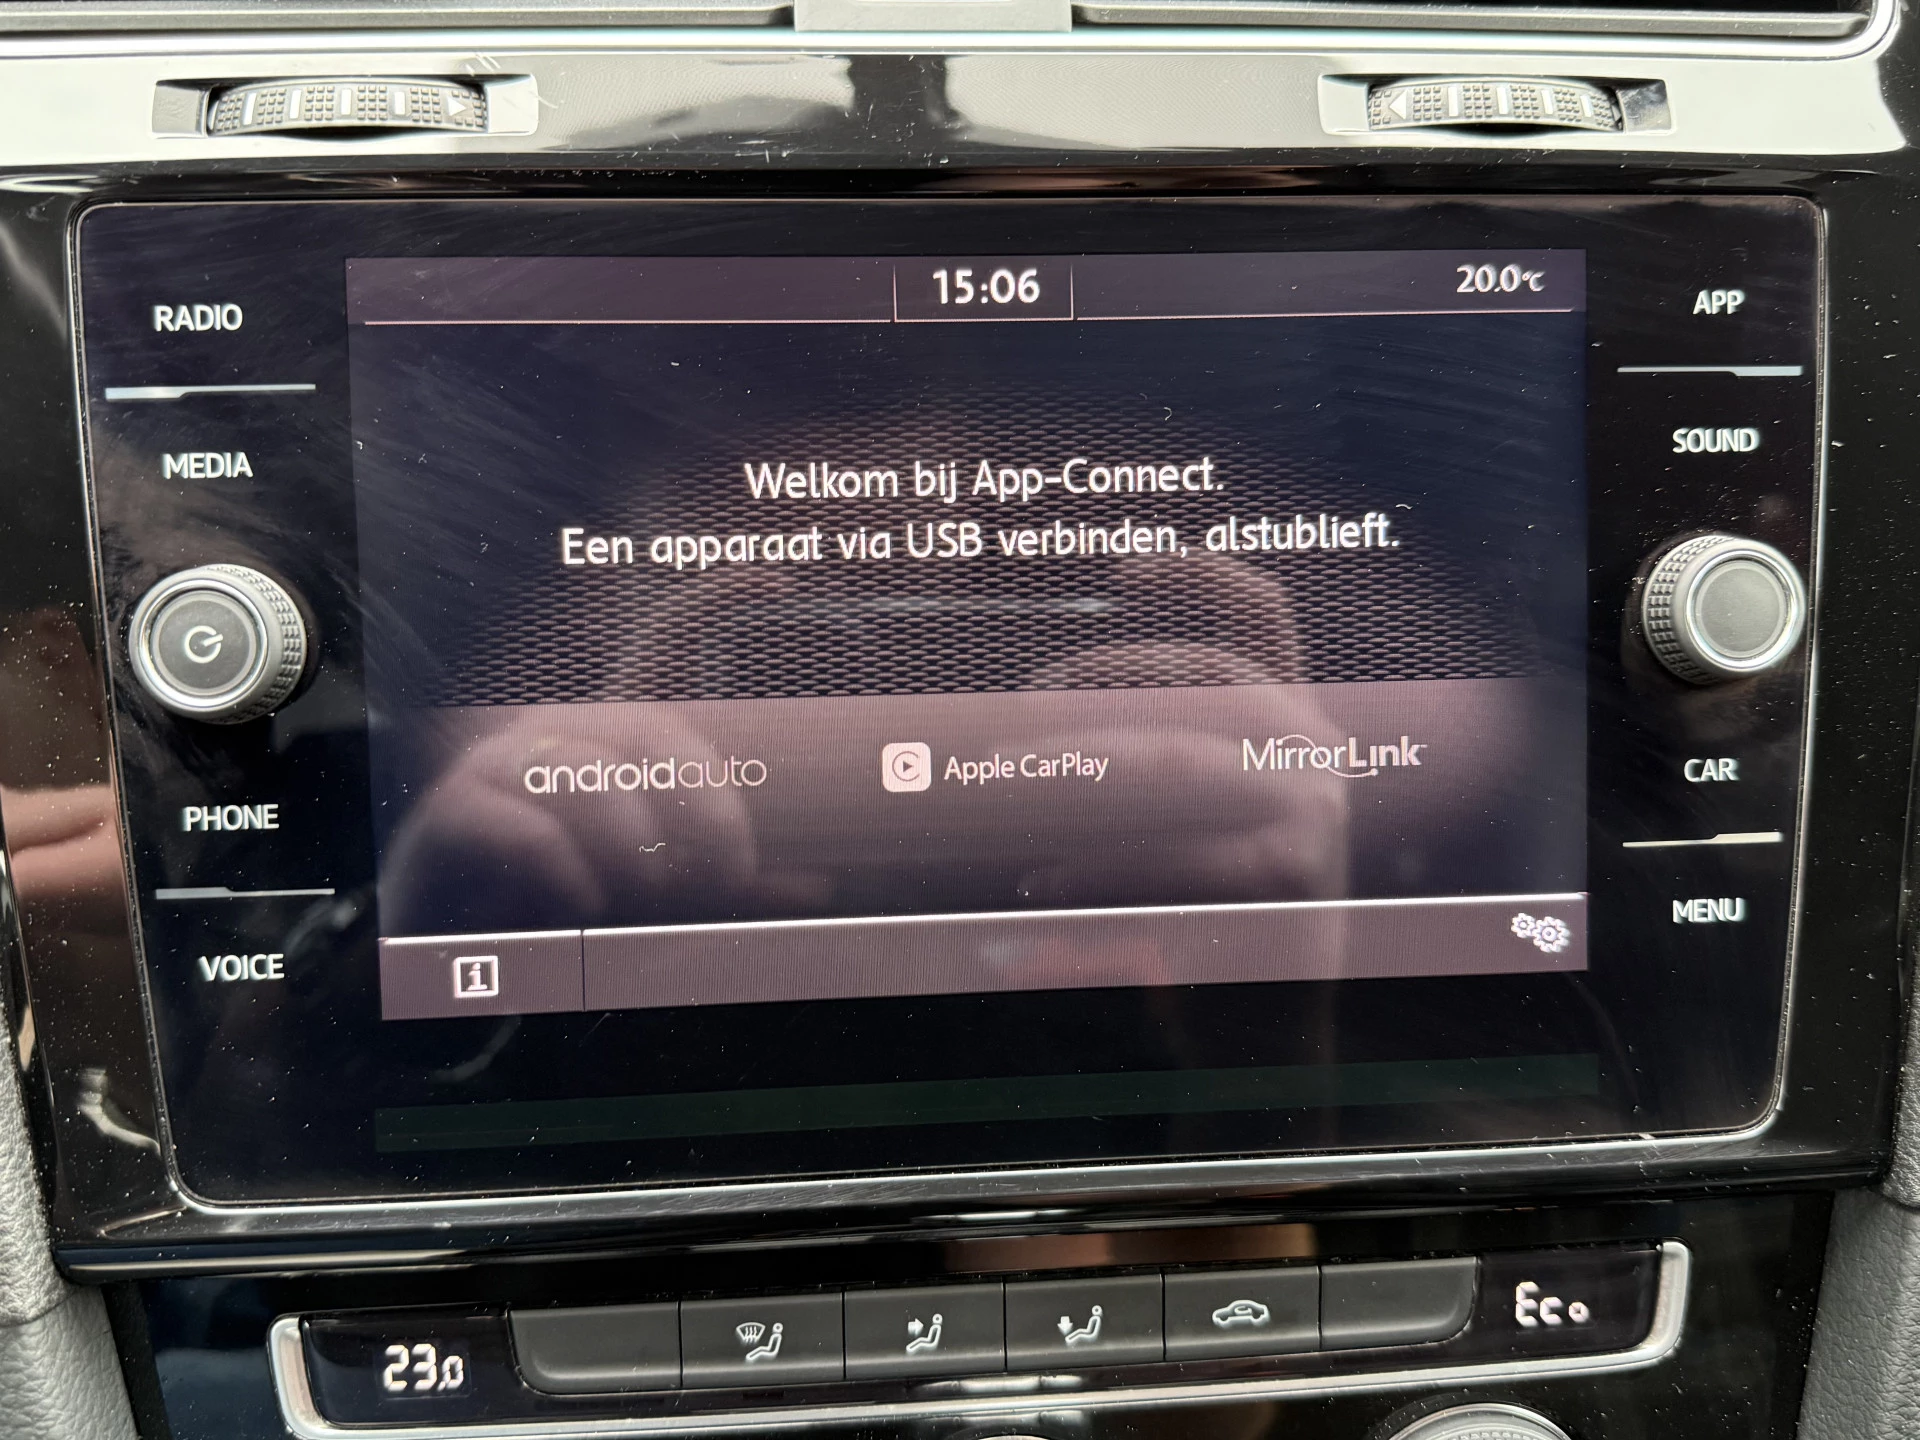 15:06
20.0°C
RADIO
MEDIA
PHONE
VOICE
Welkom bij App-Connect.
Een apparaat via USB verbinden, alstublieft.
androidauto
Apple CarPlay
MirrorLink™
i
APP
SOUND
CAR
MENU
23.0
Eco